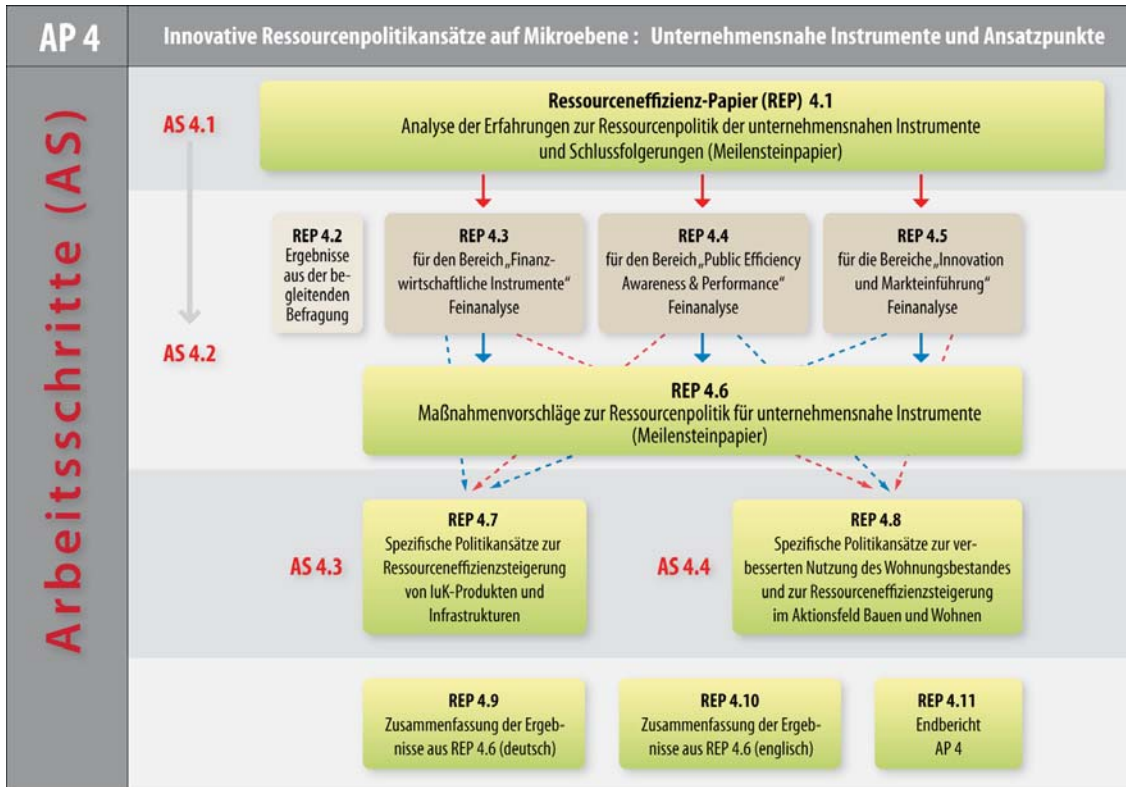 AP 4
Innovative Ressourcenpolitikansätze auf Mikroebene : Unternehmensnahe Instrumente und Ansatzpunkte
Arbeitsschritte (AS)
AS 4.1
Ressourceneffizienz-Papier (REP) 4.1
Analyse der Erfahrungen zur Ressourcenpolitik der unternehmensnahen Instrumente
und Schlussfolgerungen (Meilensteinpapier)
REP 4.2
Ergebnisse
aus der be-
gleitenden
Befragung
REP 4.3
für den Bereich „Finanz-
wirtschaftliche Instrumente“
Feinanalyse
REP 4.4
für den Bereich „Public Efficiency
Awareness & Performance“
Feinanalyse
REP 4.5
für die Bereiche „Innovation
und Markteinführung“
Feinanalyse
AS 4.2
REP 4.6
Maßnahmenvorschläge zur Ressourcenpolitik für unternehmensnahe Instrumente
(Meilensteinpapier)
AS 4.3
REP 4.7
Spezifische Politikansätze zur
Ressourceneffizienzsteigerung
von IuK-Produkten und
Infrastrukturen
AS 4.4
REP 4.8
Spezifische Politikansätze zur ver-
besserten Nutzung des Wohnungsbestandes
und zur Ressourceneffizienzsteigerung
im Aktionsfeld Bauen und Wohnen
REP 4.9
Zusammenfassung der Ergeb-
nisse aus REP 4.6 (deutsch)
REP 4.10
Zusammenfassung der Ergeb-
nisse aus REP 4.6 (englisch)
REP 4.11
Endbericht
AP 4